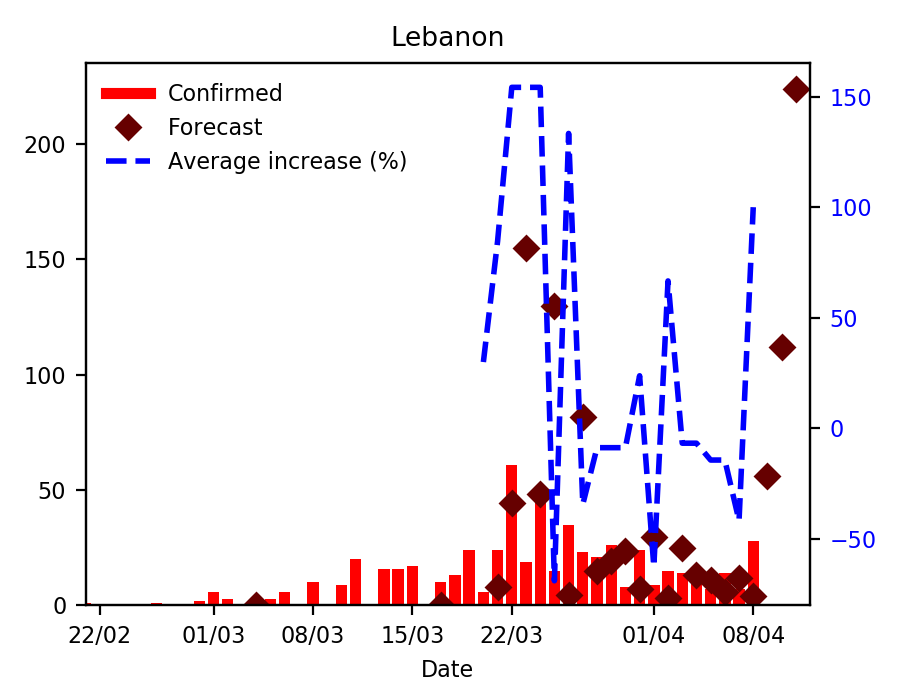 Lebanon
Confirmed
Forecast
Average increase (%)
200
150
100
50
0
150
100
50
0
−50
22/02 01/03 08/03 15/03 22/03 01/04 08/04
Date